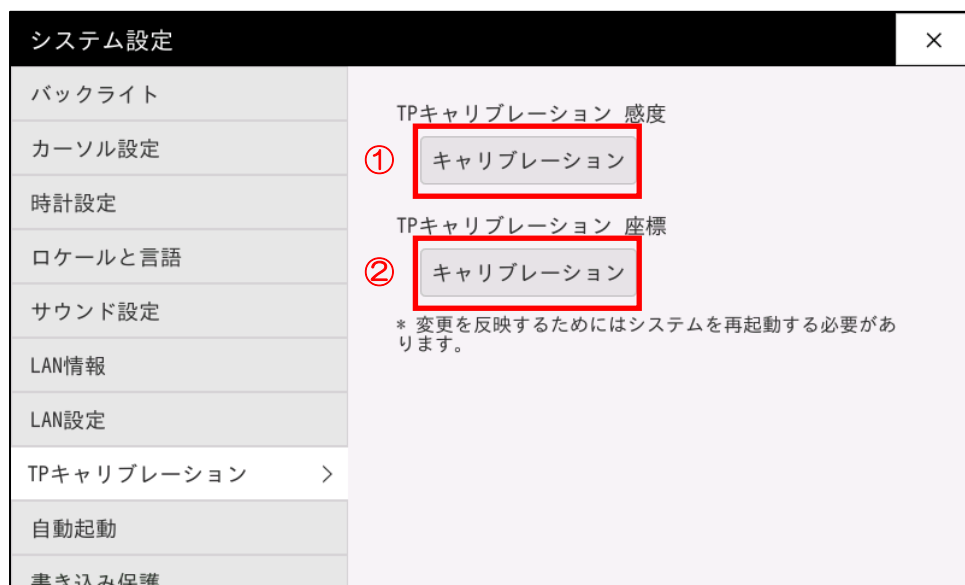 システム設定
×
バックライト
カーソル設定
時計設定
ロケールと言語
サウンド設定
LAN情報
LAN設定
TPキャリブレーション >
自動起動
書き込み保護
TPキャリブレーション 感度
① キャリブレーション
TPキャリブレーション 座標
② キャリブレーション
* 変更を反映するためにはシステムを再起動する必要があ
ります。